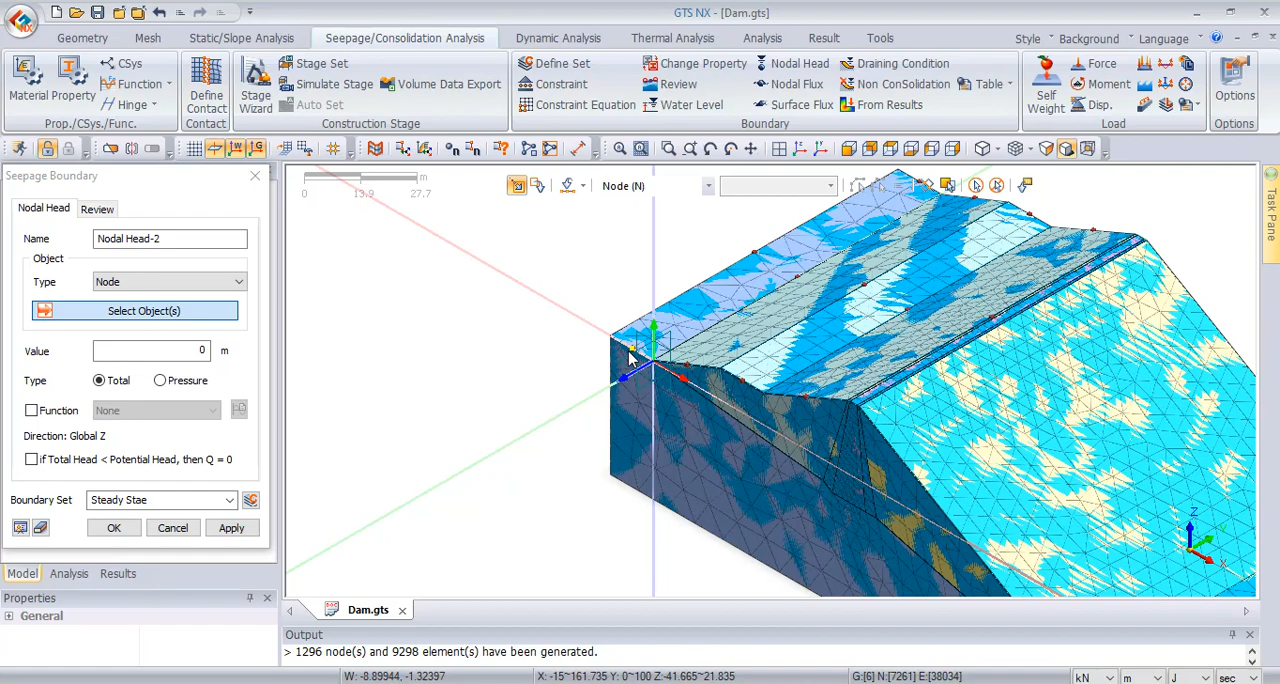 GTS NX - [Dam.gts]
Geometry Mesh Static/Slope Analysis Seepage/Consolidation Analysis Dynamic Analysis Thermal Analysis Analysis Result Tools Style Background Language
CSys Stage Set Define Set Change Property Nodal Head Draining Condition Force
Function Simulate Stage Volume Data Export Constraint Review Nodal Flux Non Consolidation Table Moment
Material Property Define Contact Stage Wizard Self Weight Options
Hinge Auto Set Constraint Equation Water Level Surface Flux From Results Disp.
Prop./CSys./Func. Contact Construction Stage Boundary Load Options
Seepage Boundary
m
0 13.9 27.7
Node (N)
Task Pane
Nodal Head Review
Name Nodal Head-2
Object
Type Node
Select Object(s)
Value 0 m
Type Total Pressure
Function None
Direction: Global Z
if Total Head < Potential Head, then Q = 0
Boundary Set Steady Stae
OK Cancel Apply
Z
Y
X
Model Analysis Results
Properties
General
Dam.gts
Output
> 1296 node(s) and 9298 element(s) have been generated.
W: -8.89944, -1.32397 X: -15~161.735 Y: 0~100 Z:-41.665~21.835 G:[6] N:[7261] E:[38034] kN m J sec